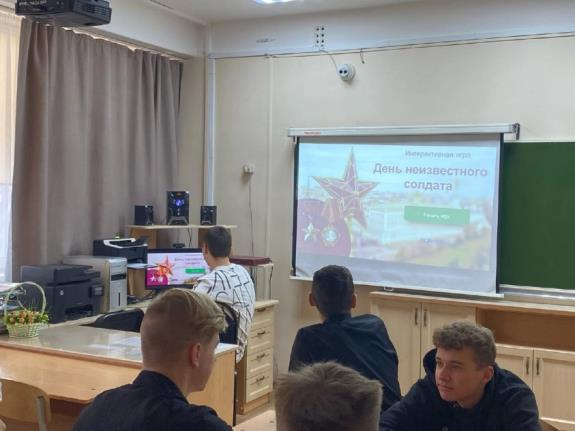 Интерактивная игра
День неизвестного
солдата
Начать игру